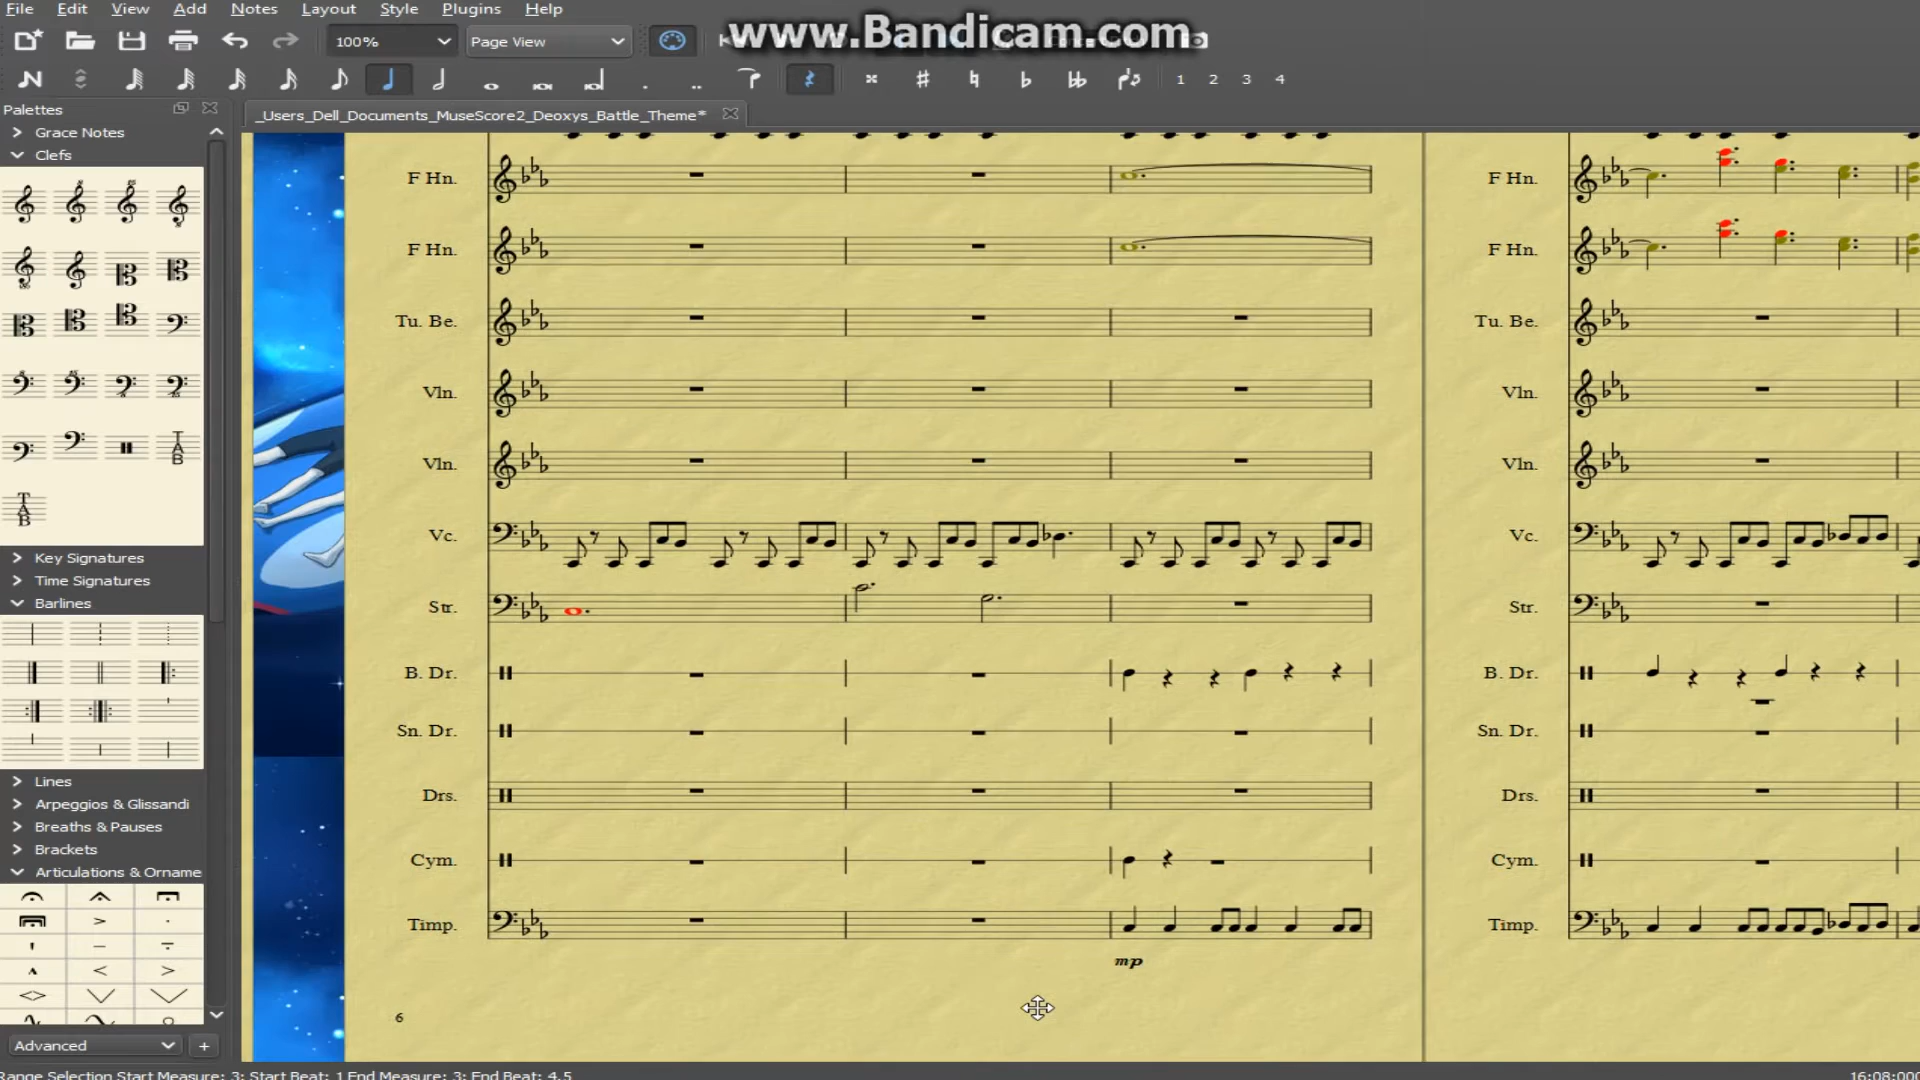 File Edit View Add Notes Layout Style Plugins Help
100% Page View
www.Bandicam.com
1 2 3 4
Palettes
_Users_Dell_Documents_MuseScore2_Deoxys_Battle_Theme*
Grace Notes
Clefs
T
A
B
T
A
B
Key Signatures
Time Signatures
Barlines
Lines
Arpeggios & Glissandi
Breaths & Pauses
Brackets
Articulations & Orname
Advanced
+
F Hn.
F Hn.
Tu. Be.
Vln.
Vln.
Vc.
Str.
B. Dr.
Sn. Dr.
Drs.
Cym.
Timp.
mp
6
F Hn.
F Hn.
Tu. Be.
Vln.
Vln.
Vc.
Str.
B. Dr.
Sn. Dr.
Drs.
Cym.
Timp.
Range Selection Start Measure: 3; Start Beat: 1 End Measure: 3; End Beat: 4.5
16:08:000